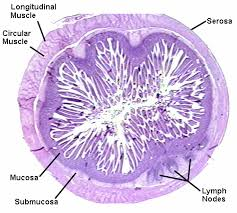 Longitudinal
Muscle
Circular
Muscle
Serosa
Mucosa
Submucosa
Lymph
Nodes